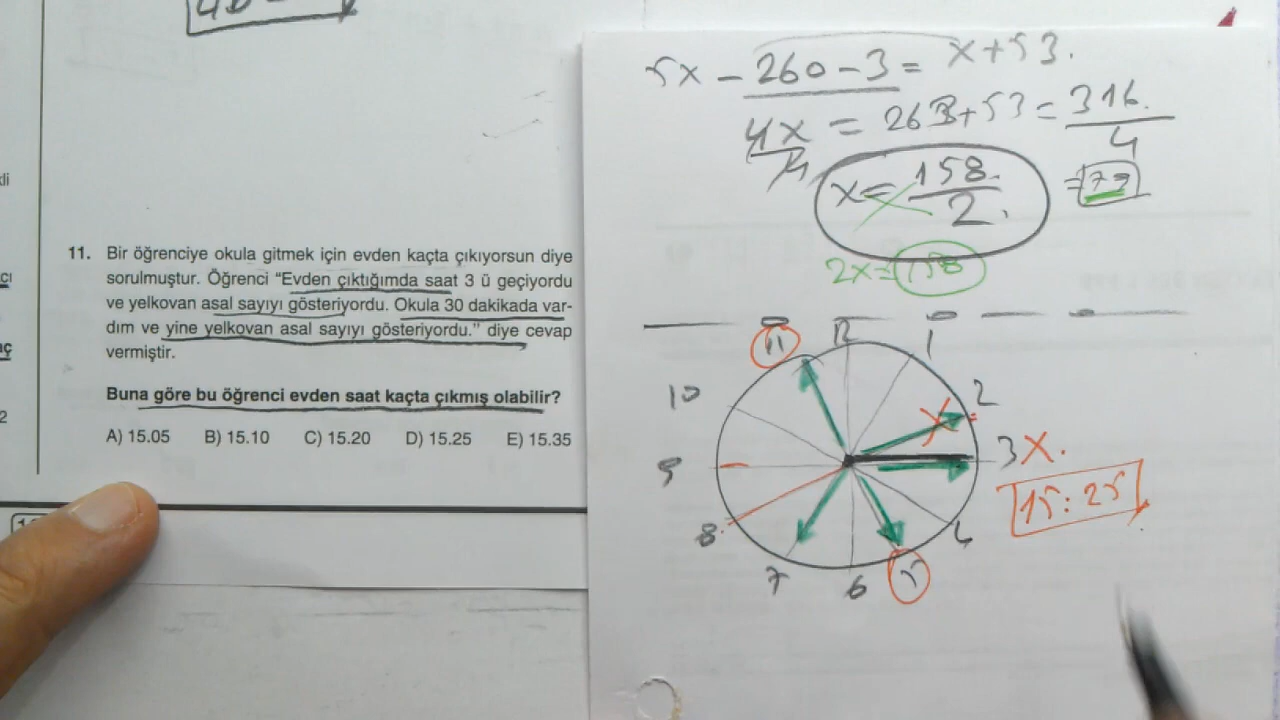 11. Bir öğrenciye okula gitmek için evden kaçta çıkıyorsun diye
sorulmuştur. Öğrenci “Evden çıktığımda saat 3 ü geçiyordu
ve yelkovan asal sayıyı gösteriyordu. Okula 30 dakikada var-
dım ve yine yelkovan asal sayıyı gösteriyordu.” diye cevap
vermiştir.
Buna göre bu öğrenci evden saat kaçta çıkmış olabilir?
A) 15.05 B) 15.10 C) 15.20 D) 15.25 E) 15.35
5x - 260 - 3 = x + 53.
4x = 263 + 53 = 316.
4
4
x = 158. = 79
2.
2x = 158
11 12 1
10 2
9 3 X.
15:25
8 4
7 6 5